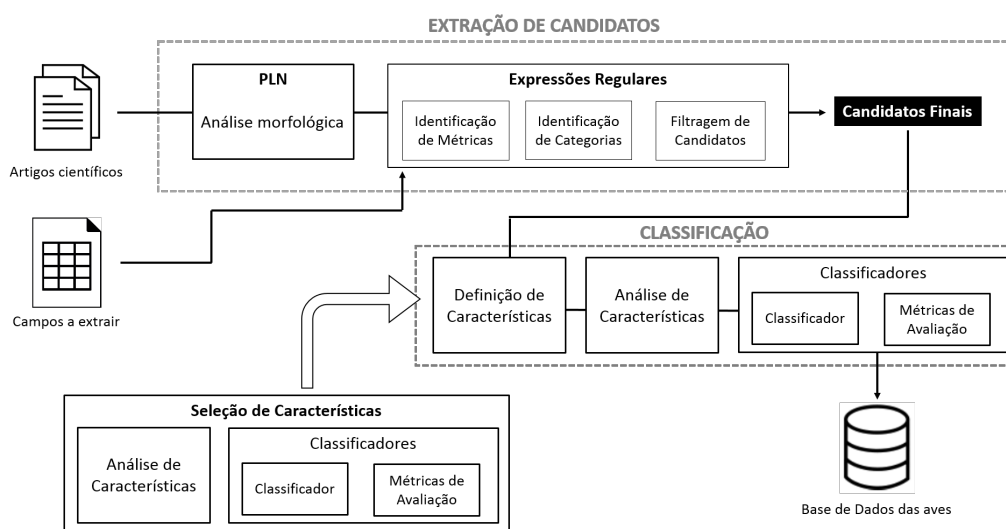 EXTRAÇÃO DE CANDIDATOS
PLN
Análise morfológica
Expressões Regulares
Identificação
de Métricas
Identificação
de Categorias
Filtragem de
Candidatos
Candidatos Finais
Artigos científicos
Campos a extrair
CLASSIFICAÇÃO
Definição de
Características
Análise de
Características
Classificadores
Classificador
Métricas de
Avaliação
Seleção de Características
Análise de
Características
Classificadores
Classificador
Métricas de
Avaliação
Base de Dados das aves